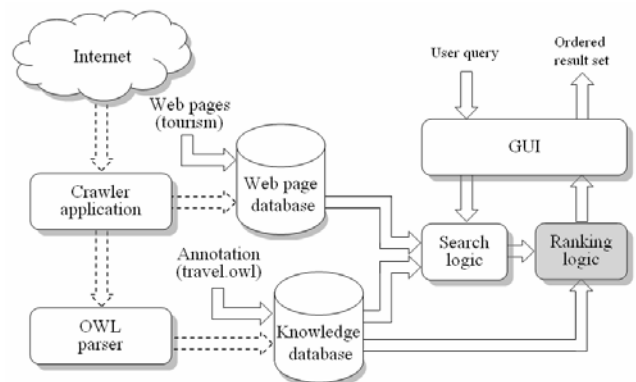 Internet
User query
Ordered
result set
Web pages
(tourism)
GUI
Crawler
application
Web page
database
Search
logic
Ranking
logic
Annotation
(travel.owl)
OWL
parser
Knowledge
database